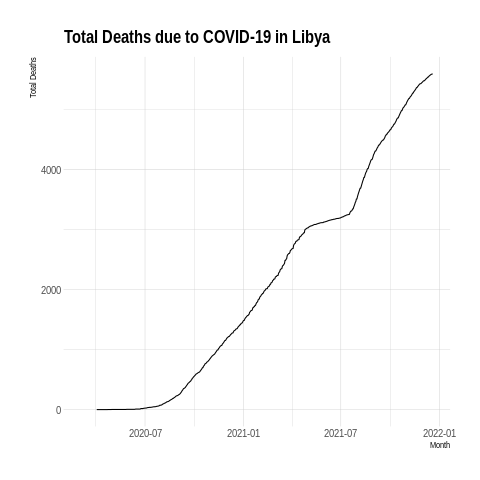 Total Deaths due to COVID-19 in Libya
Total Deaths
4000
2000
0
2020-07 2021-01 2021-07 2022-01
Month